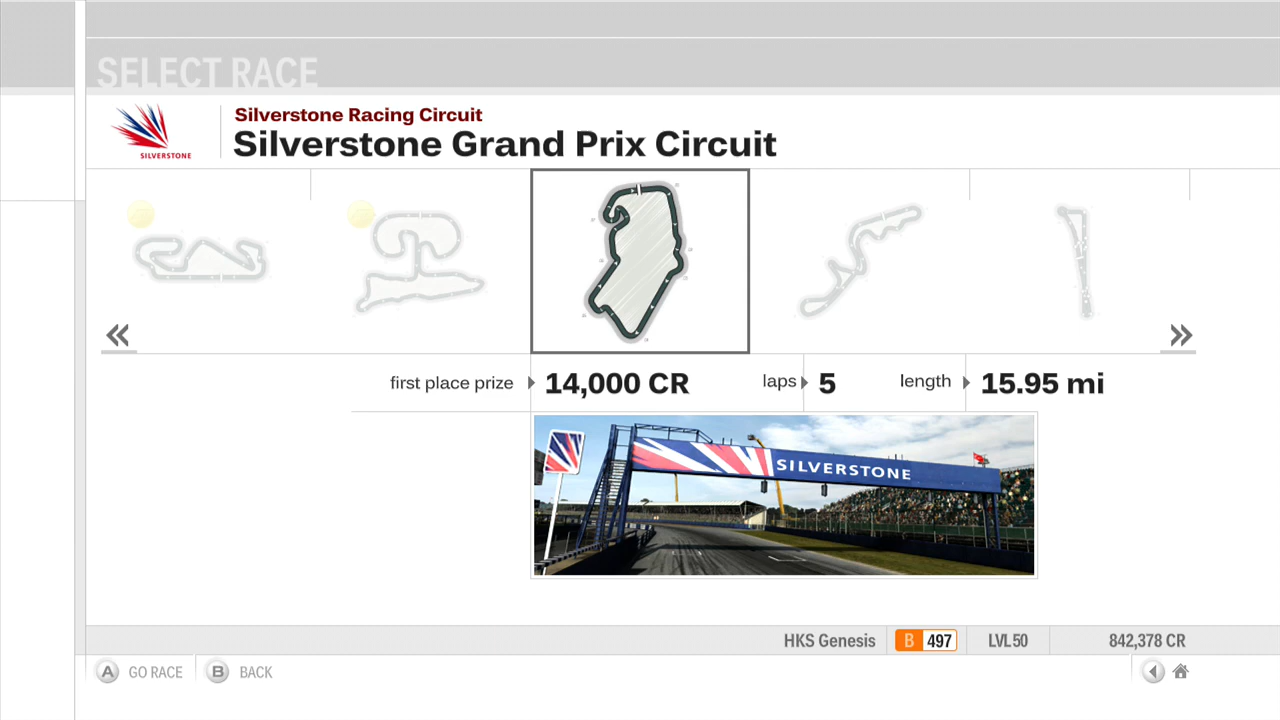 SELECT RACE
SILVERSTONE
Silverstone Racing Circuit
Silverstone Grand Prix Circuit
first place prize
14,000 CR
laps
5
length
15.95 mi
SILVERSTONE
HKS Genesis
B 497
LVL50
842,378 CR
A GO RACE
B BACK